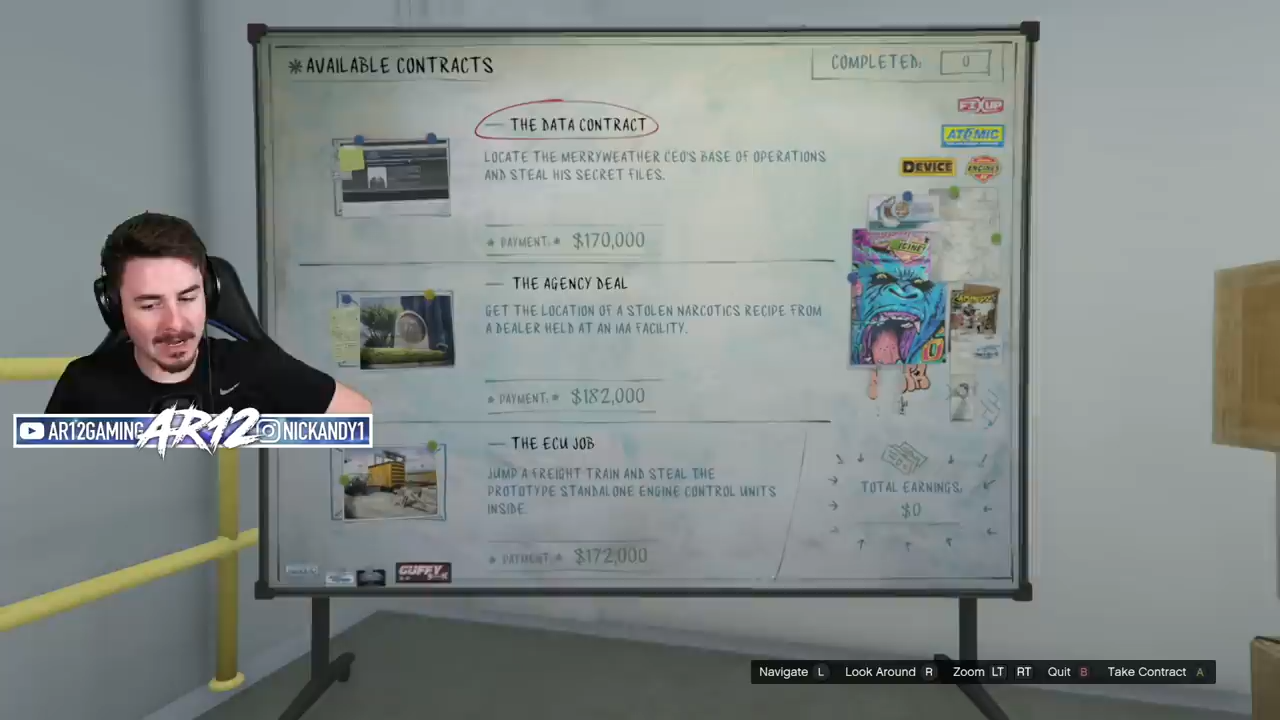 *AVAILABLE CONTRACTS
COMPLETED: 0
— THE DATA CONTRACT
LOCATE THE MERRYWEATHER CEO'S BASE OF OPERATIONS
AND STEAL HIS SECRET FILES.
* PAYMENT: * $170,000
— THE AGENCY DEAL
GET THE LOCATION OF A STOLEN NARCOTICS RECIPE FROM
A DEALER HELD AT AN IAA FACILITY.
* PAYMENT: * $182,000
— THE ECU JOB
JUMP A FREIGHT TRAIN AND STEAL THE
PROTOTYPE STANDALONE ENGINE CONTROL UNITS
INSIDE.
* PAYMENT: * $172,000
FIXUP
ATOMIC
DEVICE
TOTAL EARNINGS:
$0
GUFFY
AR12GAMING AR12 NICKANDY1
Navigate L Look Around R Zoom LT RT Quit B Take Contract A